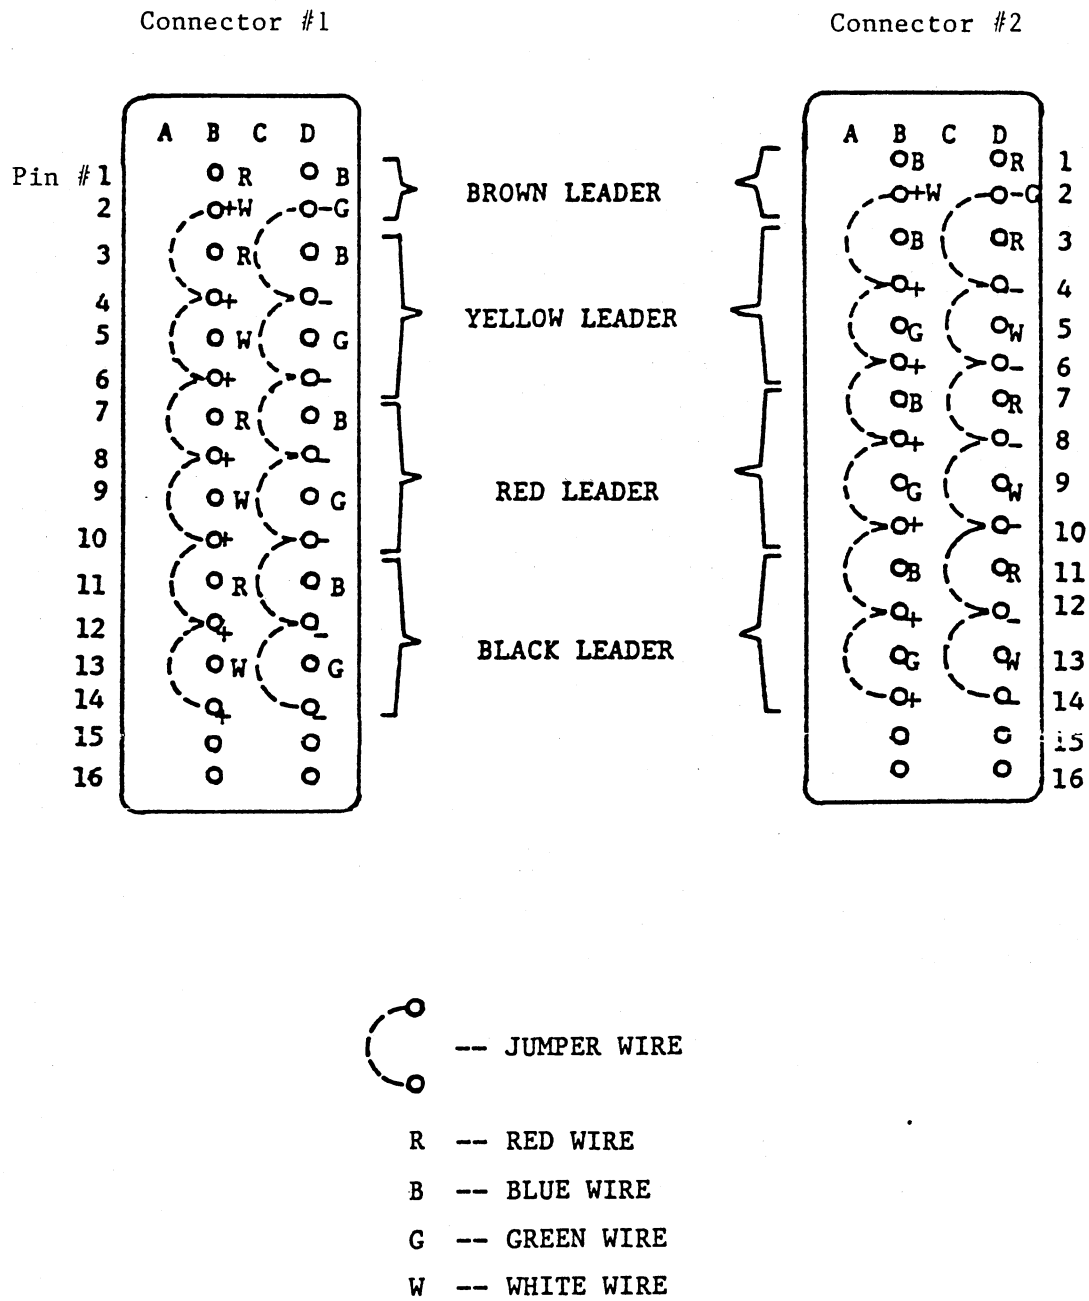 Connector #1 Connector #2
A B C D A B C D
Pin #1 R B BROWN LEADER B R 1
2 +W -G +W -G 2
3 R B B R 3
4 + - YELLOW LEADER + - 4
5 W G G W 5
6 + - + - 6
7 R B B R 7
8 + - + - 8
9 W G RED LEADER G W 9
10 + - + - 10
11 R B B R 11
12 + - + - 12
13 W G BLACK LEADER G W 13
14 + - + - 14
15 15
16 16
-- JUMPER WIRE
R -- RED WIRE
B -- BLUE WIRE
G -- GREEN WIRE
W -- WHITE WIRE